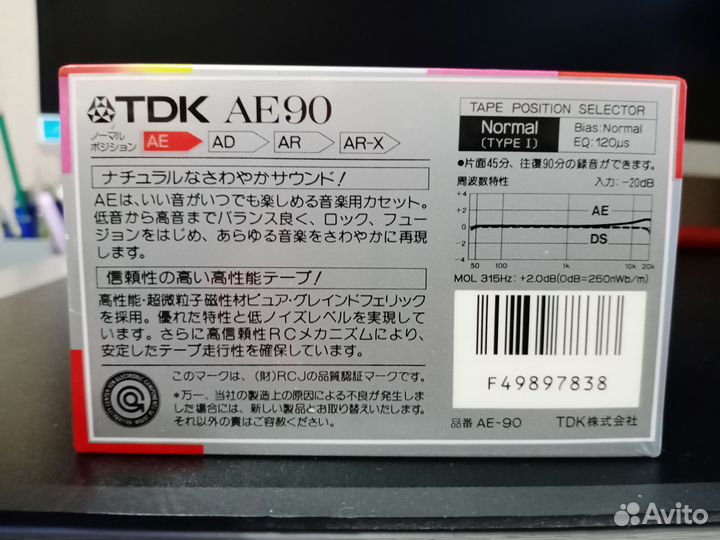 TDK AE90
ノーマルポジション AE AD AR AR-X
ナチュラルなさわやかサウンド!
AEは、いい音がいつでも楽しめる音楽用カセット。
低音から高音までバランス良く、ロック、フュー
ジョンをはじめ、あらゆる音楽をさわやかに再現
します。
信頼性の高い高性能テープ!
高性能・超微粒子磁性材ピュア・グレインドフェリック
を採用。優れた特性と低ノイズレベルを実現して
います。さらに高信頼性RCメカニズムにより、
安定したテープ走行性を確保しています。
このマークは、(財)RCJの品質認証マークです。
*万一、当社の製造上の原因による不良が発生しま
した場合には、新しい製品とお取り替えいたします。
それ以外の責はご容赦ください。
TAPE POSITION SELECTOR
Normal (TYPE I)
Bias: Normal
EQ: 120μs
●片面45分、往復90分の録音ができます。
周波数特性 入力: -20dB
+4
+2
0
-2
-4
AE
DS
50 100 1k 10k 20k
MOL 315Hz: +2.0dB(0dB=250nWb/m)
F49897838
品番 AE-90 TDK株式会社
Avito